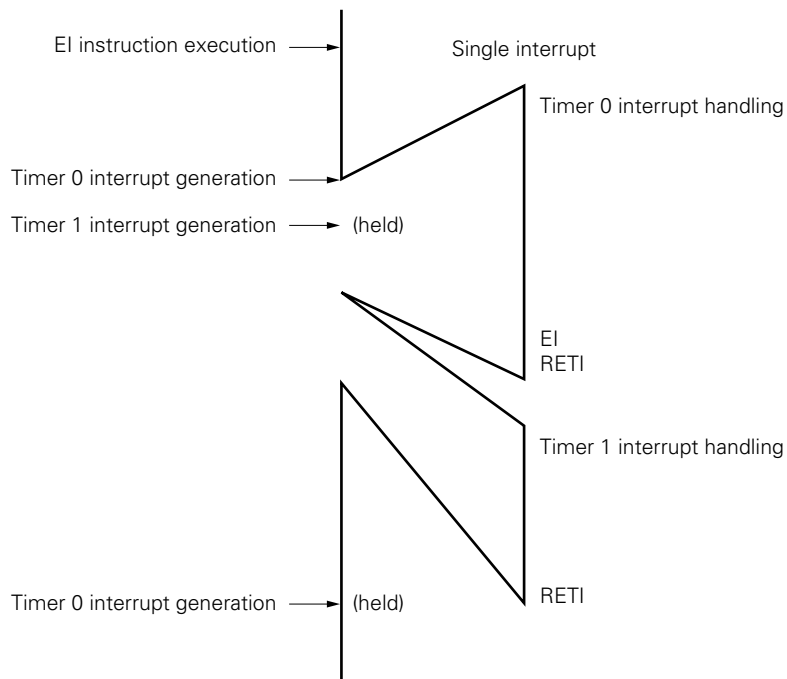 EI instruction execution
Single interrupt
Timer 0 interrupt handling
Timer 0 interrupt generation
Timer 1 interrupt generation
(held)
EI
RETI
Timer 1 interrupt handling
Timer 0 interrupt generation
(held)
RETI